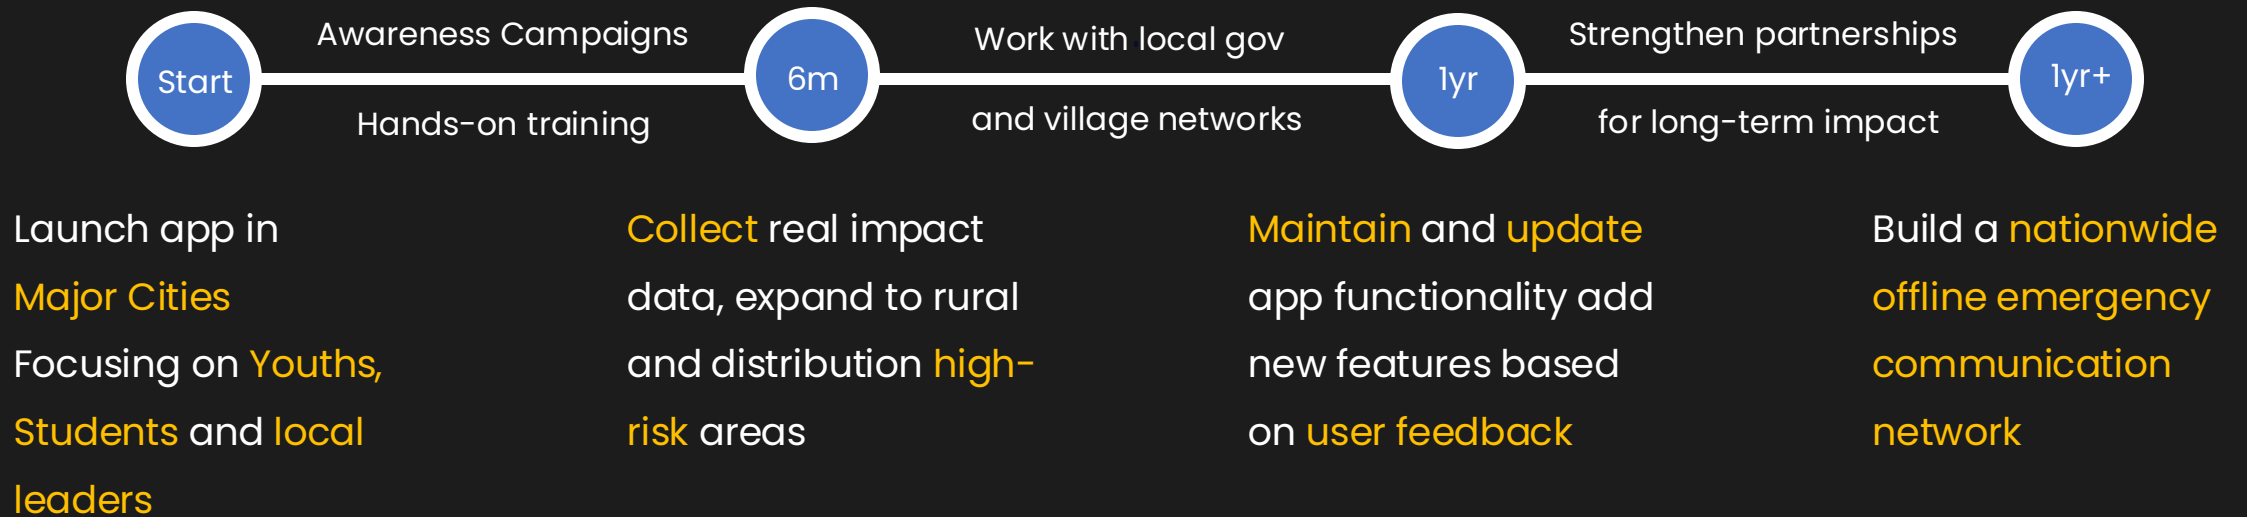 Awareness Campaigns
Work with local gov
Strengthen partnerships
Start
6m
1yr
1yr+
Hands-on training
and village networks
for long-term impact
Launch app in
Major Cities
Focusing on Youths,
Students and local
leaders
Collect real impact
data, expand to rural
and distribution high-
risk areas
Maintain and update
app functionality add
new features based
on user feedback
Build a nationwide
offline emergency
communication
network